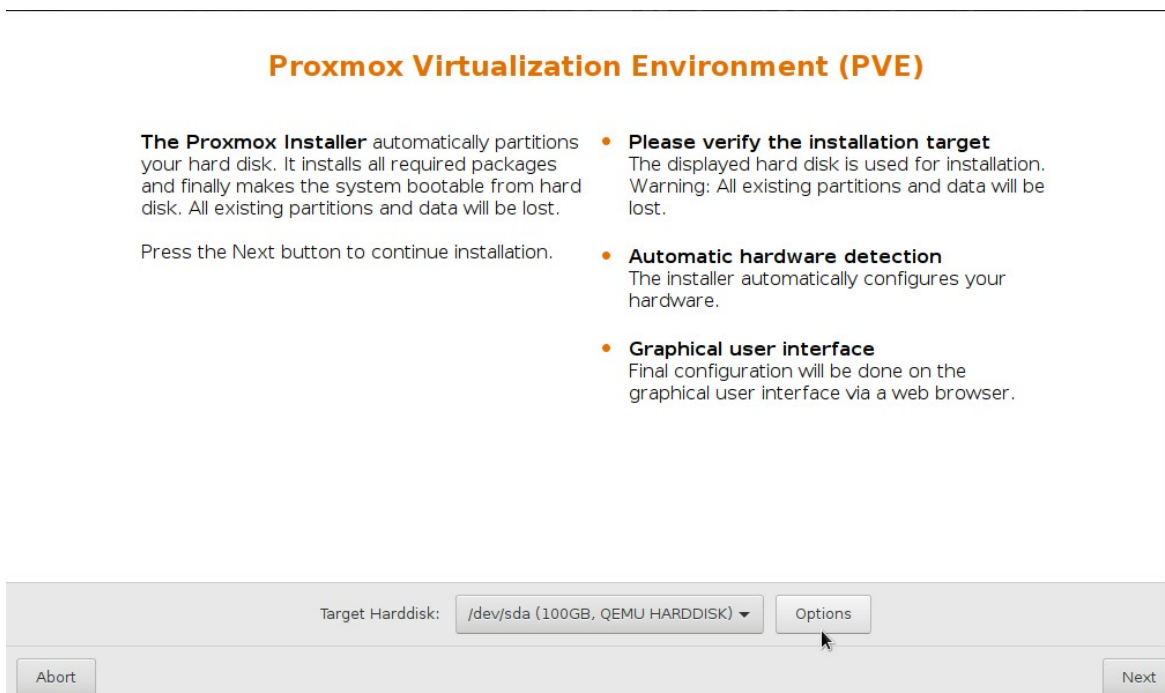 Proxmox Virtualization Environment (PVE)
The Proxmox Installer automatically partitions
your hard disk. It installs all required packages
and finally makes the system bootable from hard
disk. All existing partitions and data will be lost.
Press the Next button to continue installation.
Please verify the installation target
The displayed hard disk is used for installation.
Warning: All existing partitions and data will be
lost.
Automatic hardware detection
The installer automatically configures your
hardware.
Graphical user interface
Final configuration will be done on the
graphical user interface via a web browser.
Target Harddisk: /dev/sda (100GB, QEMU HARDDISK) Options
Abort Next